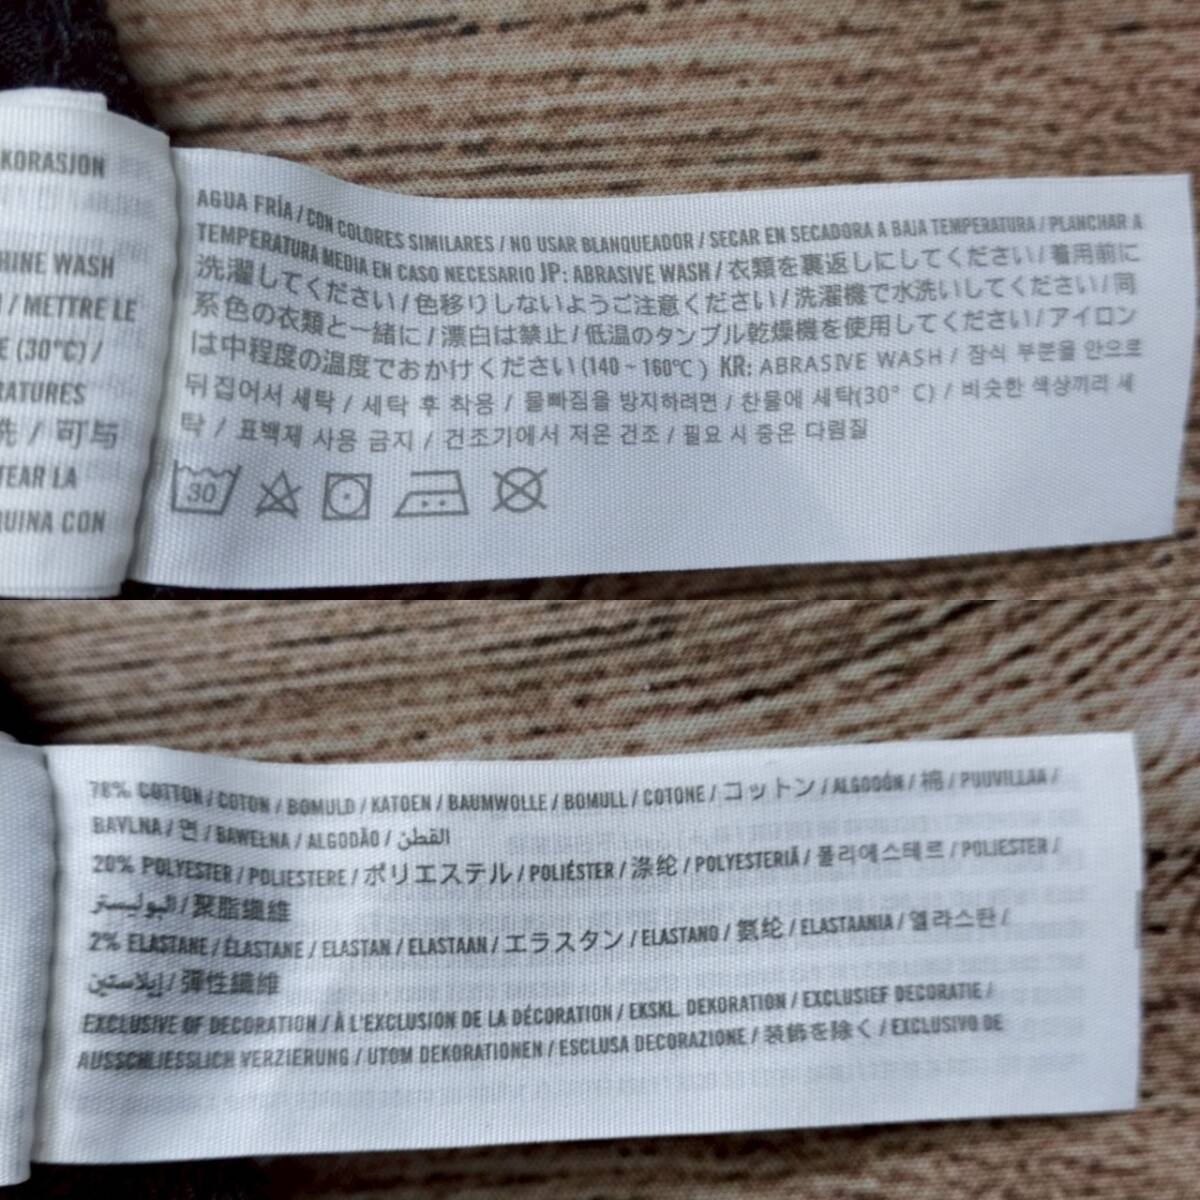 KORASJON
HINE WASH
/ METTRE LE
E (30°C) /
RATURES
洗 / 可与
TEAR LA
QUINA CON
AGUA FRÍA / CON COLORES SIMILARES / NO USAR BLANQUEADOR / SECAR EN SECADORA A BAJA TEMPERATURA / PLANCHAR A
TEMPERATURA MEDIA EN CASO NECESARIO JP: ABRASIVE WASH / 衣類を裏返しにしてください / 着用前に
洗濯してください / 色移りしないようご注意ください / 洗濯機で水洗いしてください / 同
系色の衣類と一緒に / 漂白は禁止 / 低温のタンブル乾燥機を使用してください / アイロン
は中程度の温度でおかけください (140 ~ 160℃ ) KR: ABRASIVE WASH / 장식 부분을 안으로
뒤집어서 세탁 / 세탁 후 착용 / 물빠짐을 방지하려면 / 찬물에 세탁(30° C) / 비슷한 색상끼리 세
탁 / 표백제 사용 금지 / 건조기에서 저온 건조 / 필요 시 중온 다림질
30
78% COTTON / COTON / BOMULD / KATOEN / BAUMWOLLE / BOMULL / COTONE / コットン / ALGODÓN / 棉 / PUUVILLAA /
BAVLNA / 면 / BAWEŁNA / ALGODÃO / القطن
20% POLYESTER / POLIESTERE / ポリエステル / POLIÉSTER / 涤纶 / POLYESTERIÄ / 폴리에스테르 / POLIESTER /
البوليستر / 聚脂纖維
2% ELASTANE / ÉLASTANE / ELASTAN / ELASTAAN / エラスタン / ELASTANO / 氨纶 / ELASTAANIA / 엘라스탄 /
إيلاستين / 彈性纖維
EXCLUSIVE OF DECORATION / À L'EXCLUSION DE LA DÉCORATION / EKSKL. DEKORATION / EXCLUSIEF DECORATIE /
AUSSCHLIESSLICH VERZIERUNG / UTOM DEKORATIONEN / ESCLUSA DECORAZIONE / 装飾を除く / EXCLUSIVO DE